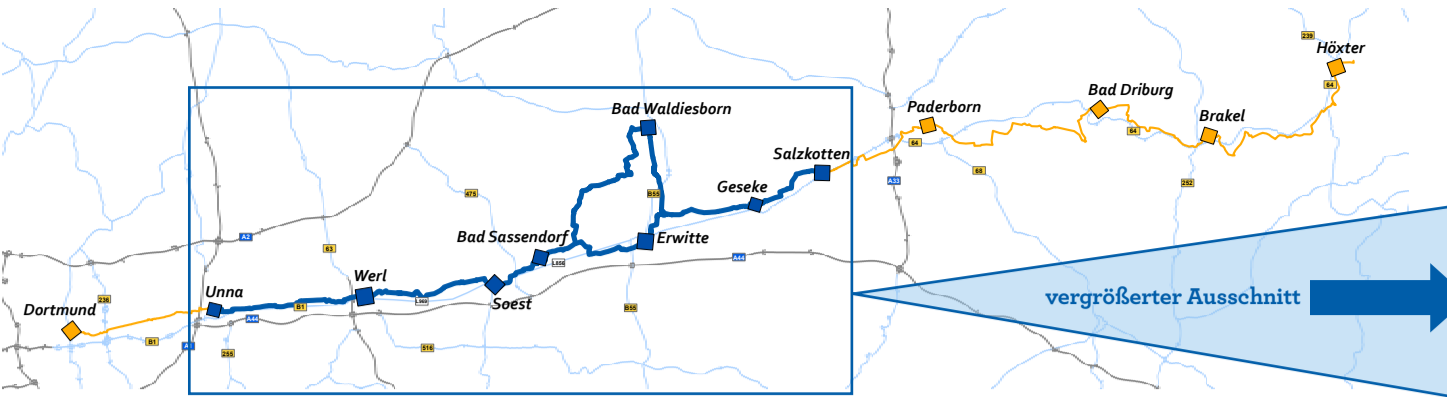 239
Höxter
64
Bad Driburg
Bad Waldiesborn
Paderborn
Brakel
64
64
Salzkotten
68
A33
252
Geseke
B55
475
Bad Sassendorf
Erwitte
A2
63
L856
A44
Werl
Unna
Soest
236
Dortmund
B1
L969
B55
A44
B1
A1
255
516
vergrößerter Ausschnitt